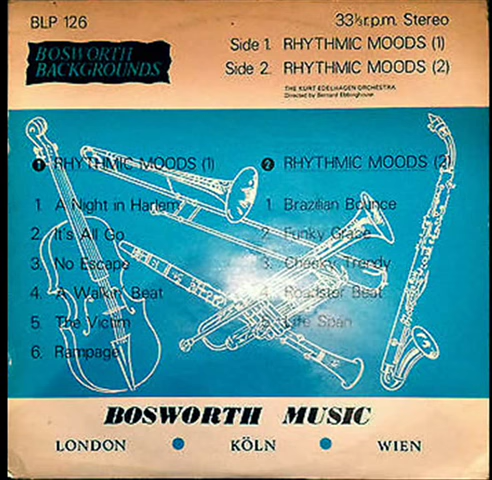 BLP 126
33⅓ r.p.m. Stereo
BOSWORTH
BACKGROUNDS
Side 1. RHYTHMIC MOODS (1)
Side 2. RHYTHMIC MOODS (2)
THE KURT EDELHAGEN ORCHESTRA
Directed by Bernard Ebbinghouse
1 RHYTHMIC MOODS (1)
1. A Night in Harlem
2. It's All Go
3. No Escape
4. A Walkin' Beat
5. The Victim
6. Rampage
2 RHYTHMIC MOODS (2)
1. Brazilian Bounce
2. Funky Grace
3. Cheeky Trendy
4. Roadster Beat
5. Life Span
BOSWORTH MUSIC
LONDON • KÖLN • WIEN